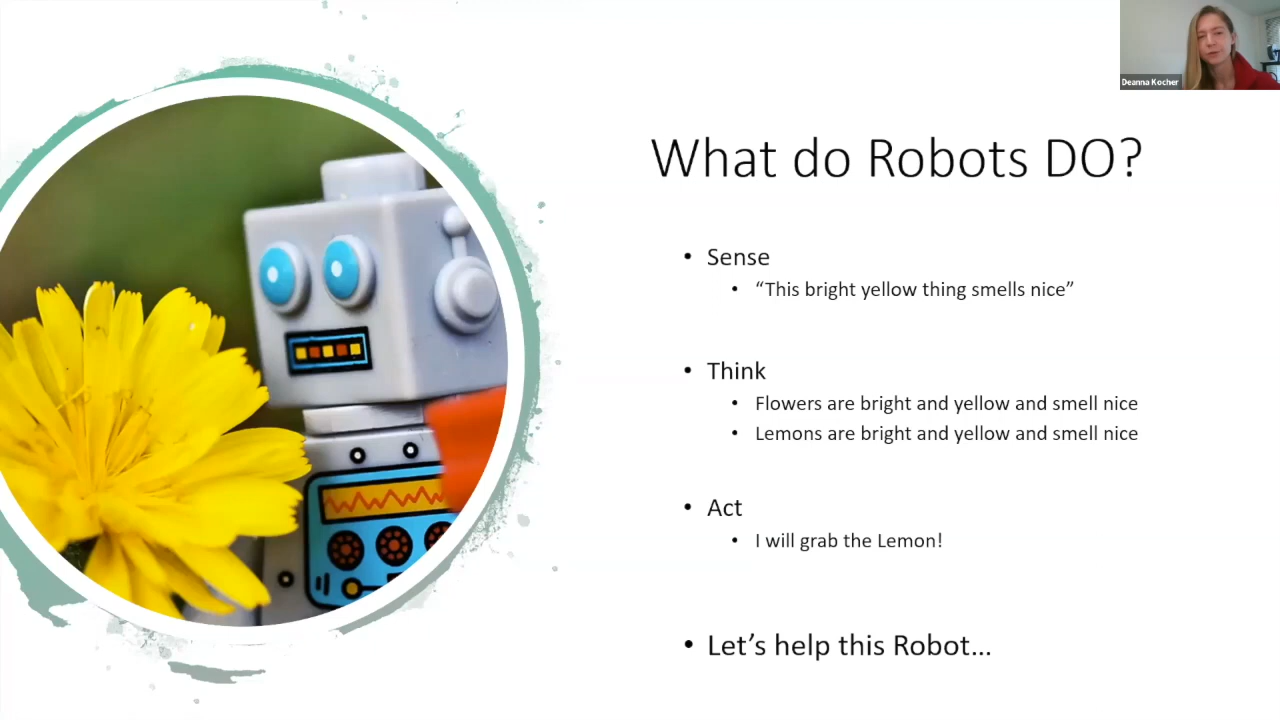 Deanna Kocher
What do Robots DO?
• Sense
• “This bright yellow thing smells nice”
• Think
• Flowers are bright and yellow and smell nice
• Lemons are bright and yellow and smell nice
• Act
• I will grab the Lemon!
• Let’s help this Robot…